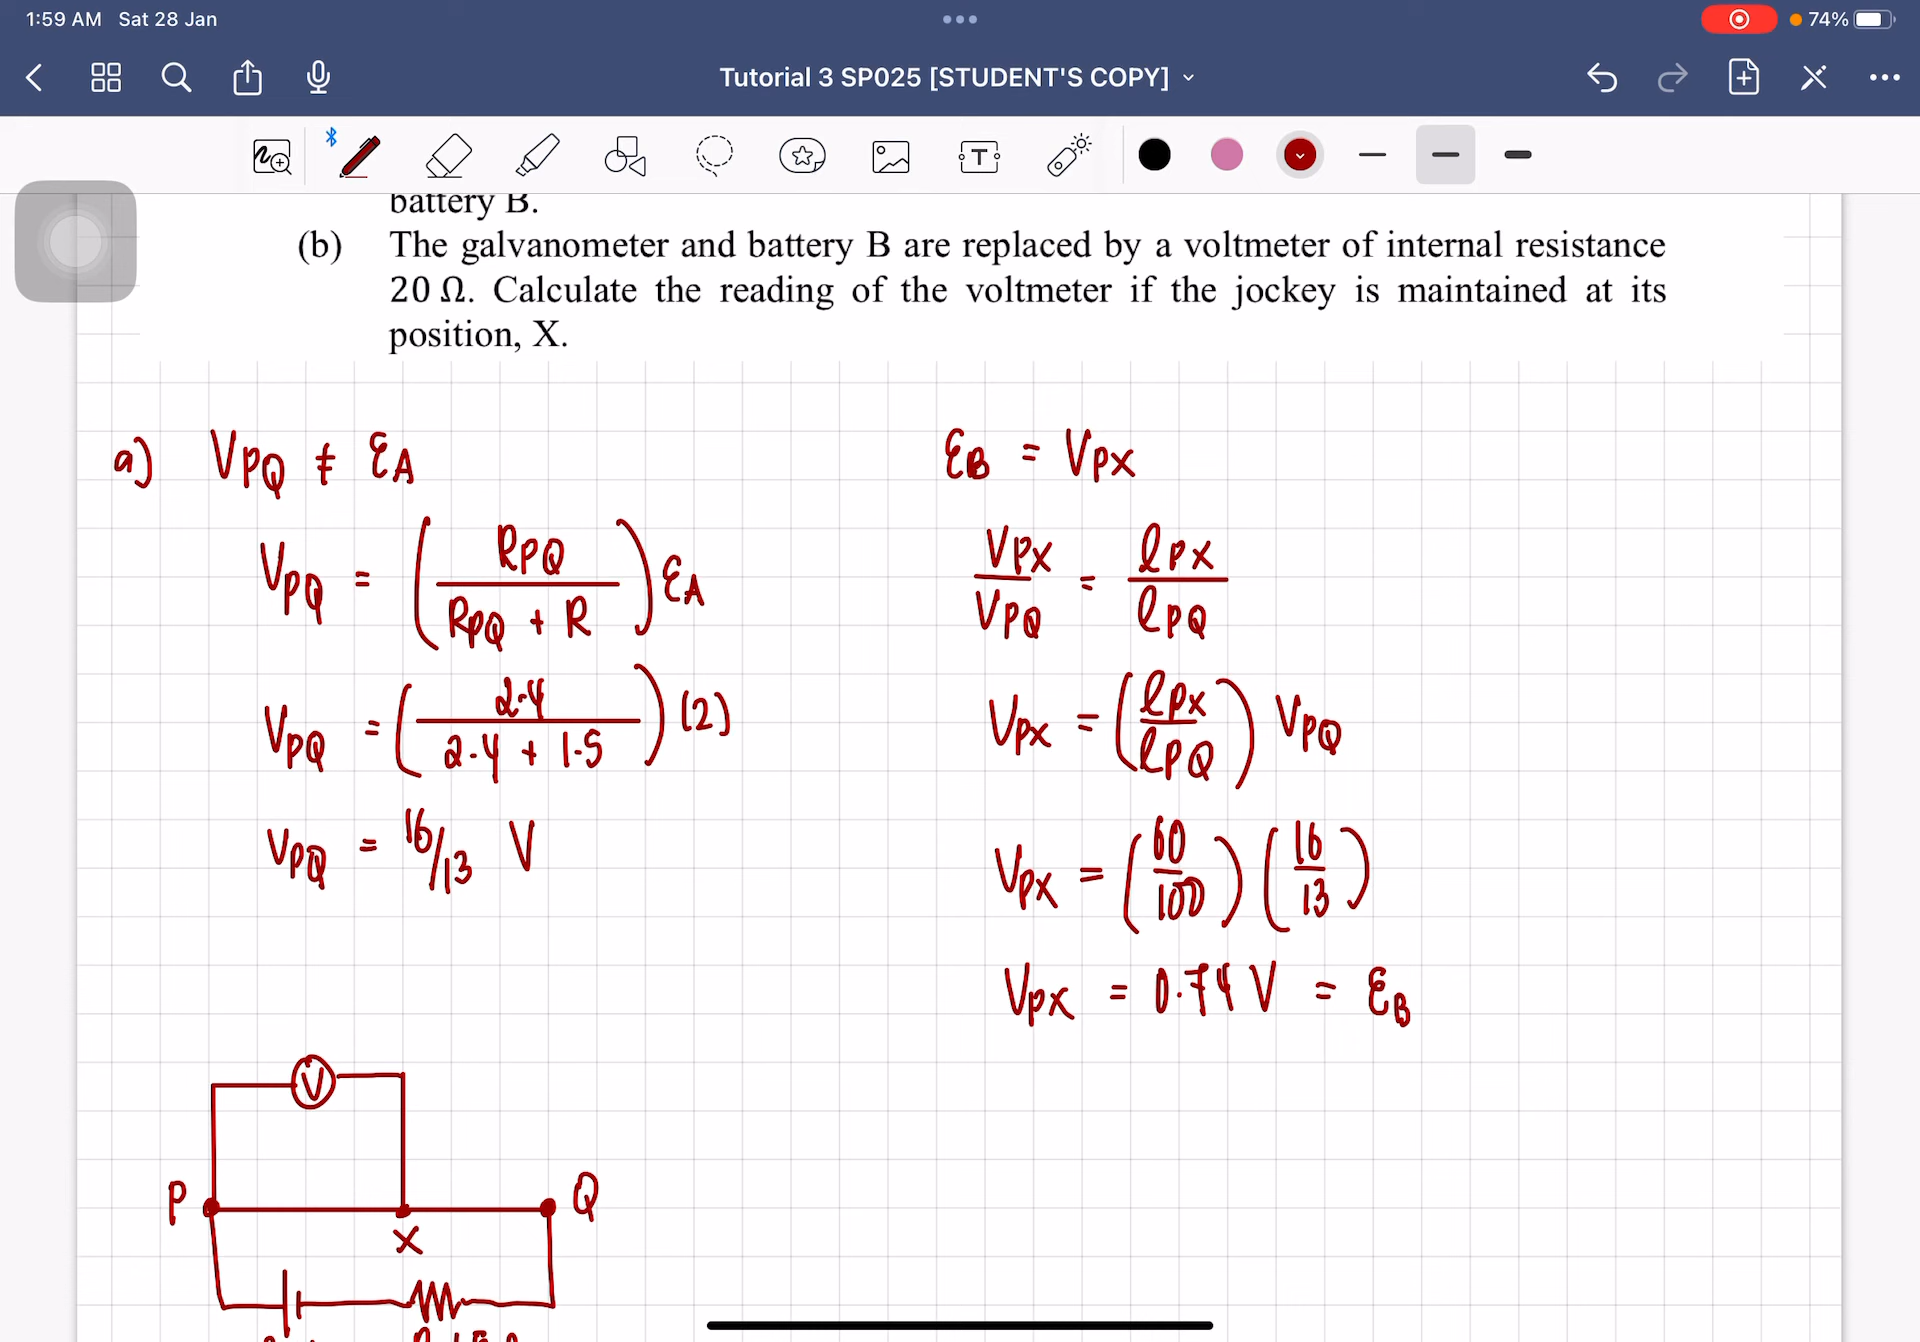 1:59 AM Sat 28 Jan
74%
Tutorial 3 SP025 [STUDENT'S COPY]
T
battery B.
(b) The galvanometer and battery B are replaced by a voltmeter of internal resistance
20 Ω. Calculate the reading of the voltmeter if the jockey is maintained at its
position, X.
a) VPQ ≠ εA
VPQ = (RPQ / (RPQ + R)) εA
VPQ = (2.4 / (2.4 + 1.5)) (2)
VPQ = 16/13 V
εB = VPX
VPX / VPQ = ℓPX / ℓPQ
VPX = (ℓPX / ℓPQ) VPQ
VPX = (60 / 100) (16 / 13)
VPX = 0.74 V = εB
V
P
Q
X